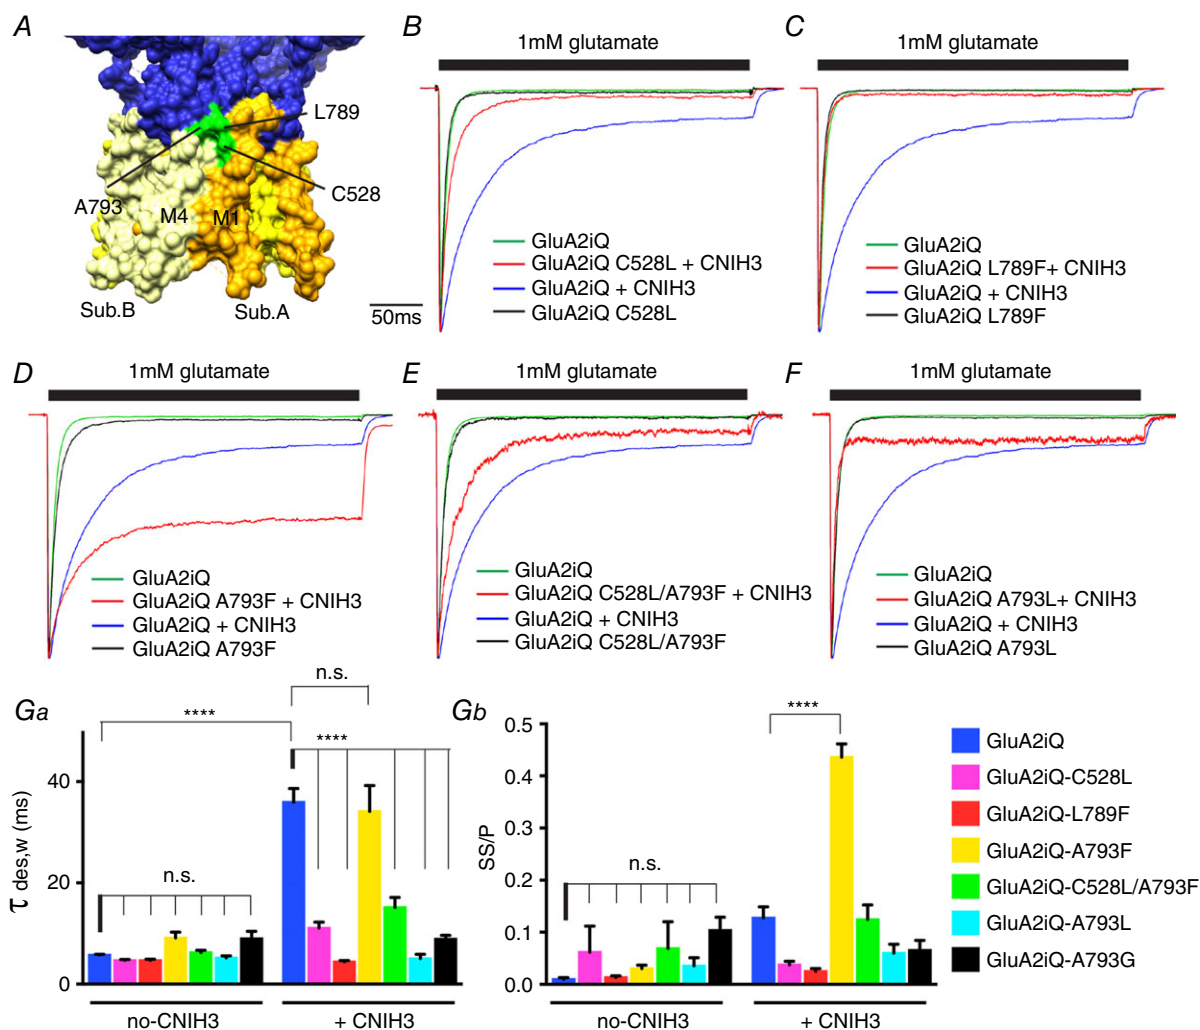 A
L789
A793
M4
M1
C528
Sub.B
Sub.A
50ms
B
1mM glutamate
GluA2iQ
GluA2iQ C528L + CNIH3
GluA2iQ + CNIH3
GluA2iQ C528L
C
1mM glutamate
GluA2iQ
GluA2iQ L789F+ CNIH3
GluA2iQ + CNIH3
GluA2iQ L789F
D
1mM glutamate
GluA2iQ
GluA2iQ A793F + CNIH3
GluA2iQ + CNIH3
GluA2iQ A793F
E
1mM glutamate
GluA2iQ
GluA2iQ C528L/A793F + CNIH3
GluA2iQ + CNIH3
GluA2iQ C528L/A793F
F
1mM glutamate
GluA2iQ
GluA2iQ A793L+ CNIH3
GluA2iQ + CNIH3
GluA2iQ A793L
Ga
n.s.
****
****
n.s.
τ des,w (ms)
40
20
0
no-CNIH3
+ CNIH3
Gb
****
n.s.
SS/P
0.5
0.4
0.3
0.2
0.1
0.0
no-CNIH3
+ CNIH3
GluA2iQ
GluA2iQ-C528L
GluA2iQ-L789F
GluA2iQ-A793F
GluA2iQ-C528L/A793F
GluA2iQ-A793L
GluA2iQ-A793G